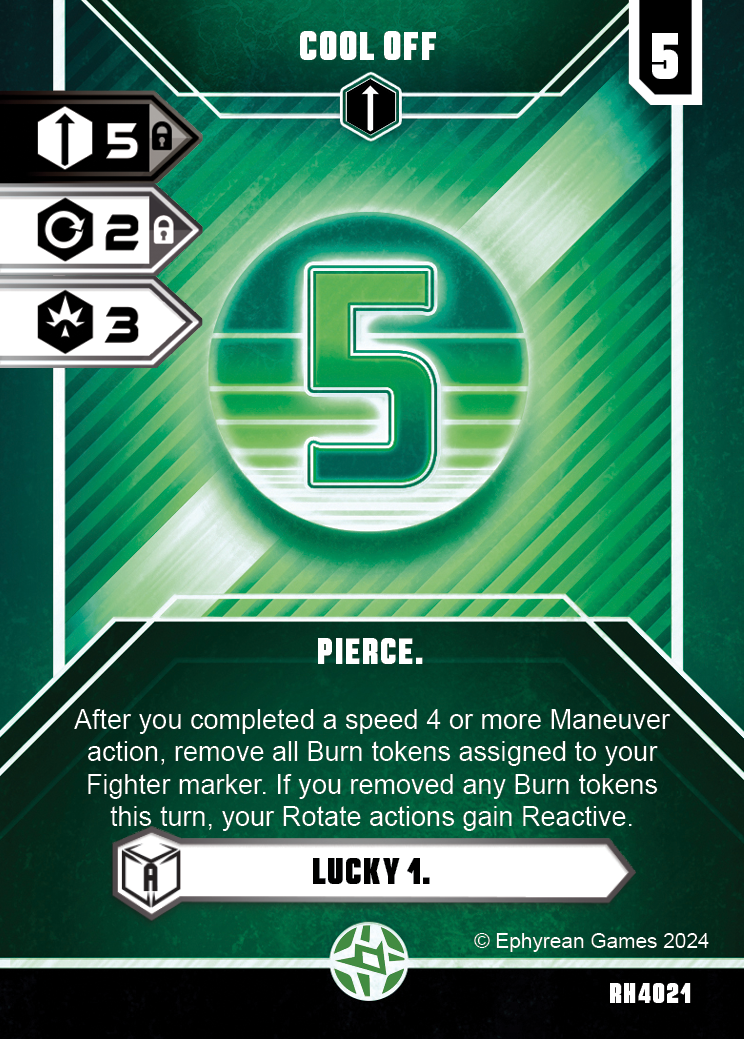 COOL OFF
5
5
2
3
5
PIERCE.
After you completed a speed 4 or more Maneuver
action, remove all Burn tokens assigned to your
Fighter marker. If you removed any Burn tokens
this turn, your Rotate actions gain Reactive.
A
LUCKY 1.
© Ephyrean Games 2024
RH4021